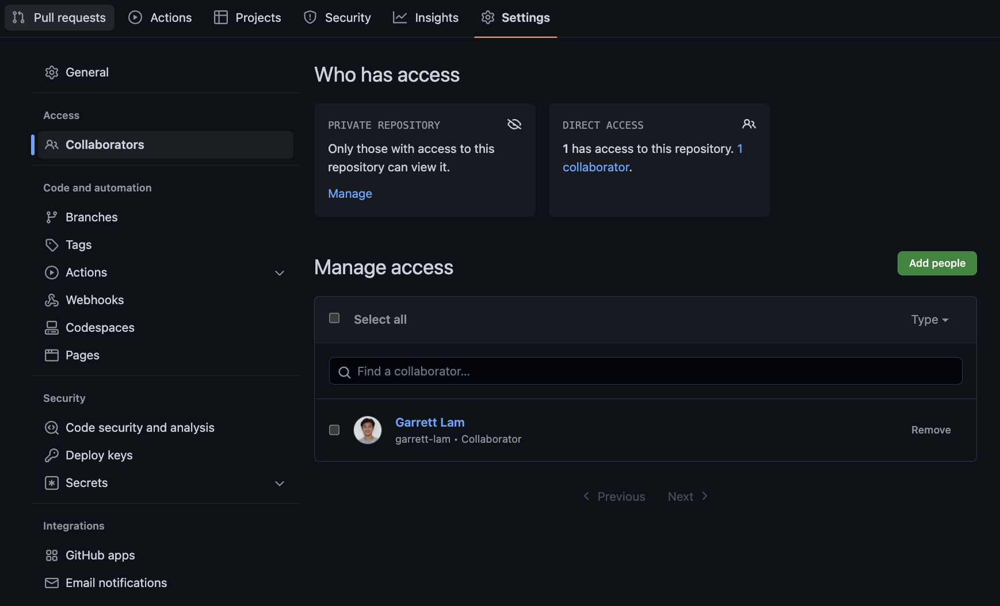 Pull requests
Actions
Projects
Security
Insights
Settings
General
Access
Collaborators
Code and automation
Branches
Tags
Actions
Webhooks
Codespaces
Pages
Security
Code security and analysis
Deploy keys
Secrets
Integrations
GitHub apps
Email notifications
Who has access
PRIVATE REPOSITORY
Only those with access to this
repository can view it.
Manage
DIRECT ACCESS
1 has access to this repository. 1
collaborator.
Manage access
Add people
Select all
Type
Find a collaborator...
Garrett Lam
garrett-lam • Collaborator
Remove
Previous
Next